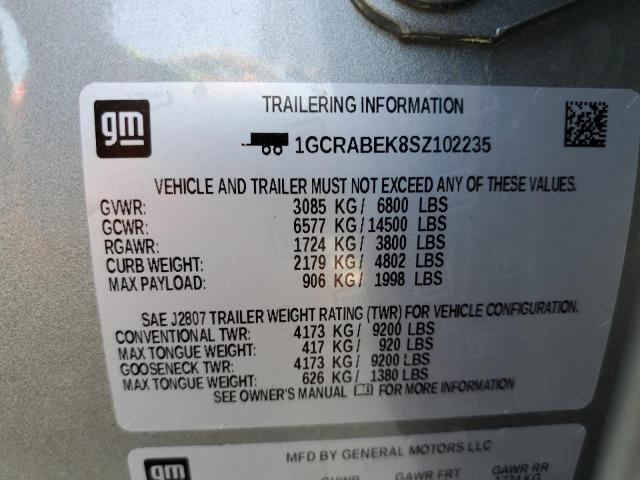 gm
TRAILERING INFORMATION
1GCRABEK8SZ102235
VEHICLE AND TRAILER MUST NOT EXCEED ANY OF THESE VALUES.
GVWR: 3085 KG/ 6800 LBS
GCWR: 6577 KG/14500 LBS
RGAWR: 1724 KG/ 3800 LBS
CURB WEIGHT: 2179 KG/ 4802 LBS
MAX PAYLOAD: 906 KG/ 1998 LBS
SAE J2807 TRAILER WEIGHT RATING (TWR) FOR VEHICLE CONFIGURATION.
CONVENTIONAL TWR: 4173 KG/ 9200 LBS
MAX TONGUE WEIGHT: 417 KG/ 920 LBS
GOOSENECK TWR: 4173 KG/ 9200 LBS
MAX TONGUE WEIGHT: 626 KG/ 1380 LBS
SEE OWNER'S MANUAL FOR MORE INFORMATION
MFD BY GENERAL MOTORS LLC
gm
GVWR GAWR FRT GAWR RR
1724 KG